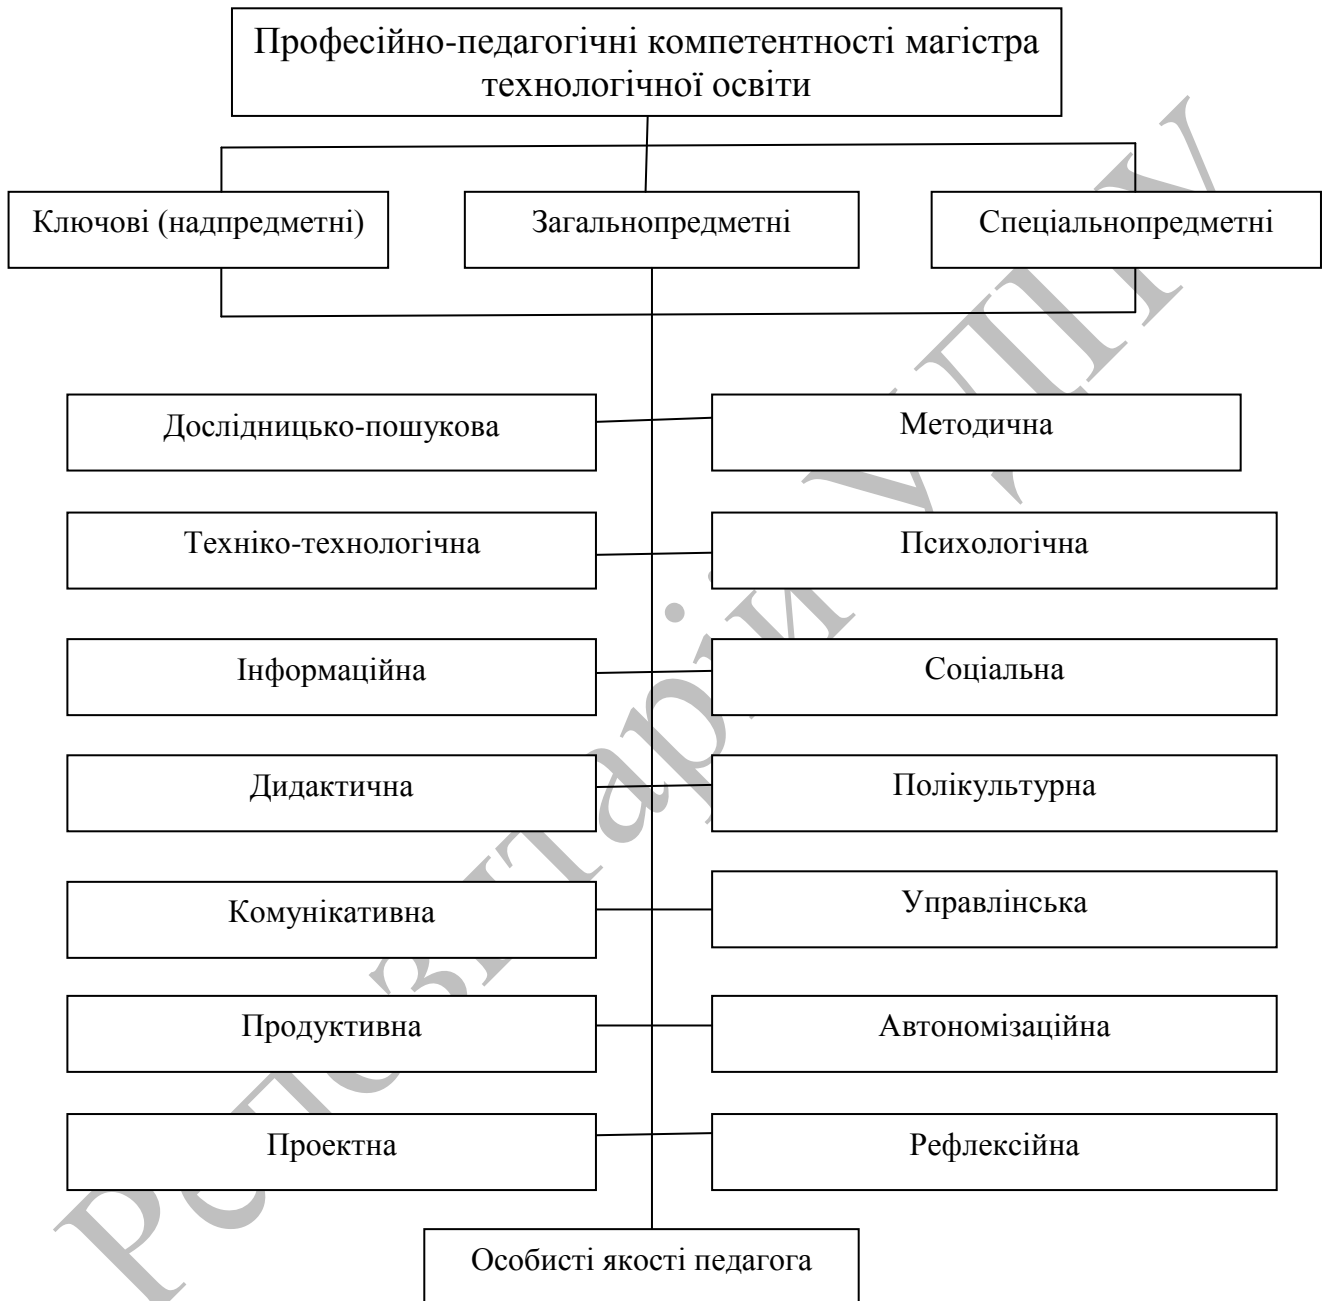 Професійно-педагогічні компетентності магістра
технологічної освіти
Ключові (надпредметні)
Загальнопредметні
Спеціальнопредметні
Дослідницько-пошукова
Методична
Техніко-технологічна
Психологічна
Інформаційна
Соціальна
Дидактична
Полікультурна
Комунікативна
Управлінська
Продуктивна
Автономізаційна
Проектна
Рефлексійна
Особисті якості педагога